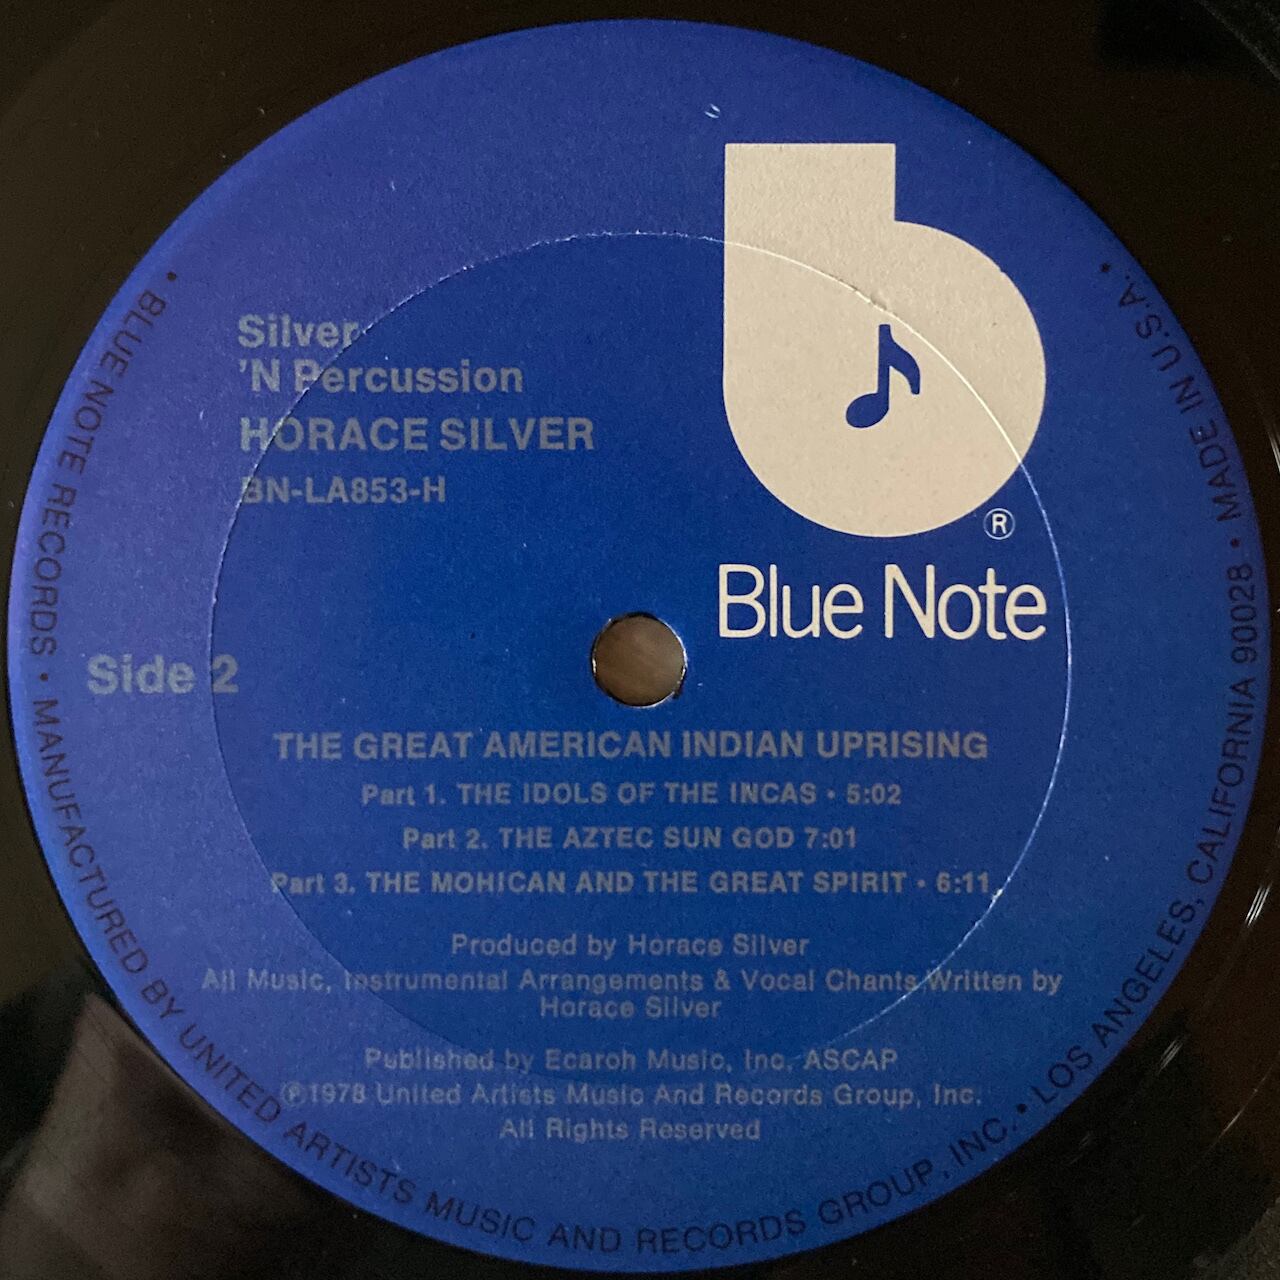 Silver
'N Percussion
HORACE SILVER
BN-LA853-H
®
Blue Note
Side 2
THE GREAT AMERICAN INDIAN UPRISING
Part 1. THE IDOLS OF THE INCAS • 5:02
Part 2. THE AZTEC SUN GOD 7:01
Part 3. THE MOHICAN AND THE GREAT SPIRIT • 6:11
Produced by Horace Silver
All Music, Instrumental Arrangements & Vocal Chants Written by
Horace Silver
Published by Ecaroh Music, Inc. ASCAP
℗1978 United Artists Music And Records Group, Inc.
All Rights Reserved
• BLUE NOTE RECORDS • MANUFACTURED BY UNITED ARTISTS MUSIC AND RECORDS GROUP, INC. • LOS ANGELES, CALIFORNIA 90028 • MADE IN U.S.A. •